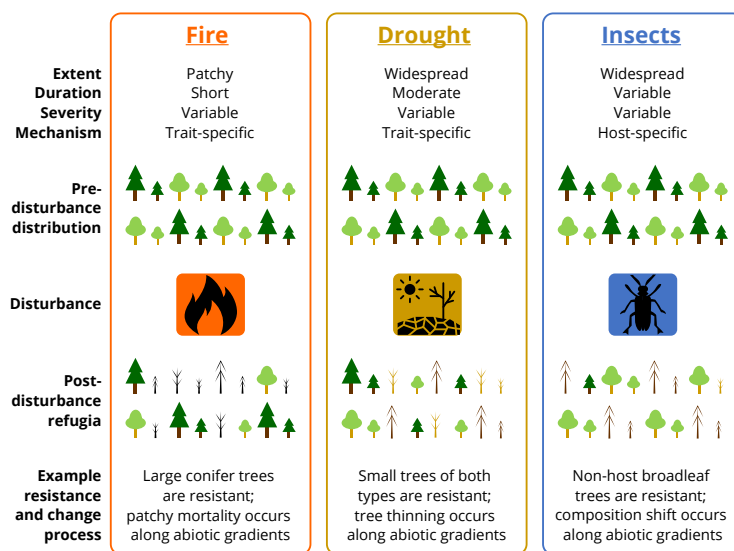 Fire Drought Insects
Extent Patchy Widespread Widespread
Duration Short Moderate Variable
Severity Variable Variable Variable
Mechanism Trait-specific Trait-specific Host-specific
Pre-
disturbance
distribution
Disturbance
Post-
disturbance
refugia
Example
resistance
and change
process
Large conifer trees
are resistant;
patchy mortality occurs
along abiotic gradients
Small trees of both
types are resistant;
tree thinning occurs
along abiotic gradients
Non-host broadleaf
trees are resistant;
composition shift occurs
along abiotic gradients